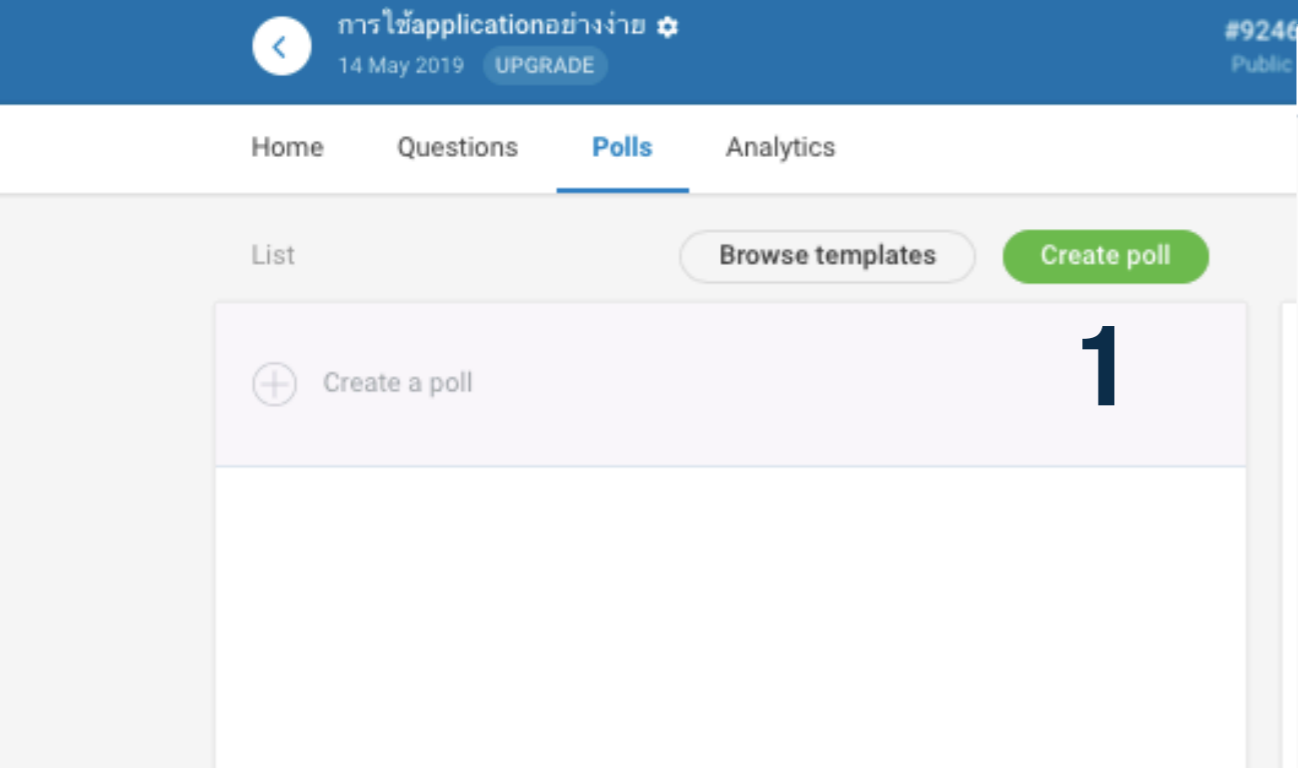 การใช้applicationอย่างง่าย
14 May 2019 UPGRADE
#9246
Public
Home Questions Polls Analytics
List Browse templates Create poll
1
Create a poll